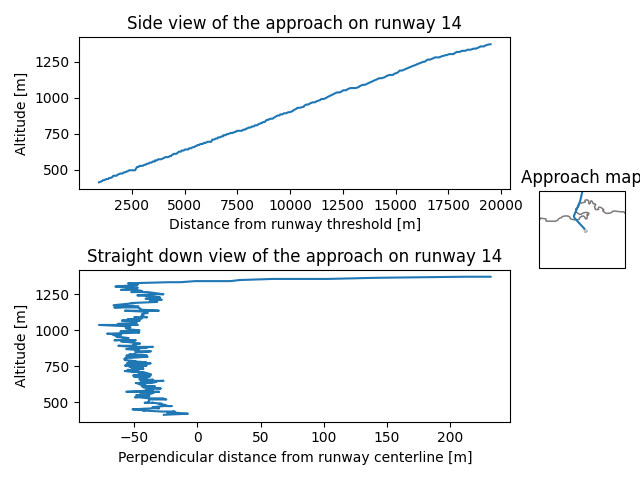 Side view of the approach on runway 14
1250
1000
750
500
Altitude [m]
2500 5000 7500 10000 12500 15000 17500 20000
Distance from runway threshold [m]
Approach map
Straight down view of the approach on runway 14
1250
1000
750
500
Altitude [m]
−50 0 50 100 150 200
Perpendicular distance from runway centerline [m]